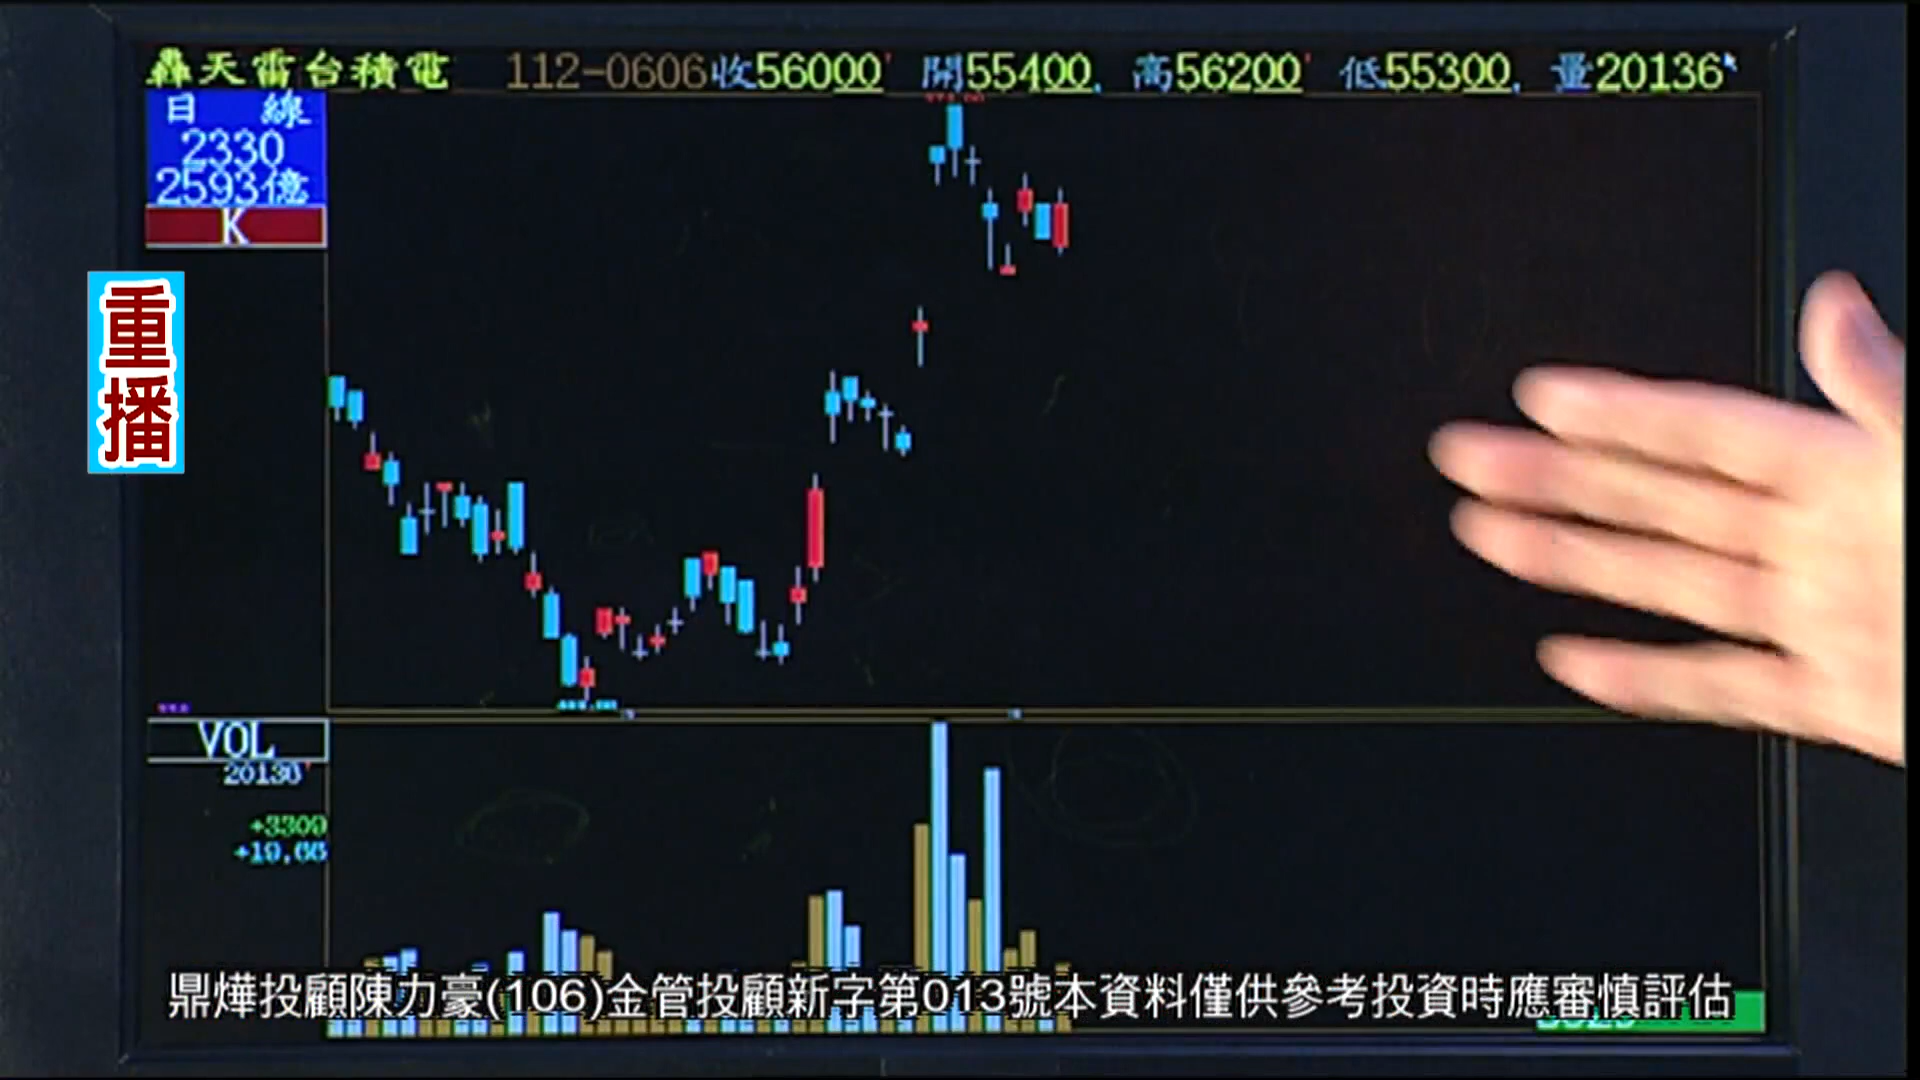 轟天雷台積電 112-0606收56000 開55400 高56200 低55300 量20136
日 線
2330
2593億
K
重播
VOL
20136
+3309
+19.66
鼎燁投顧陳力豪(106)金管投顧新字第013號本資料僅供參考投資時應審慎評估